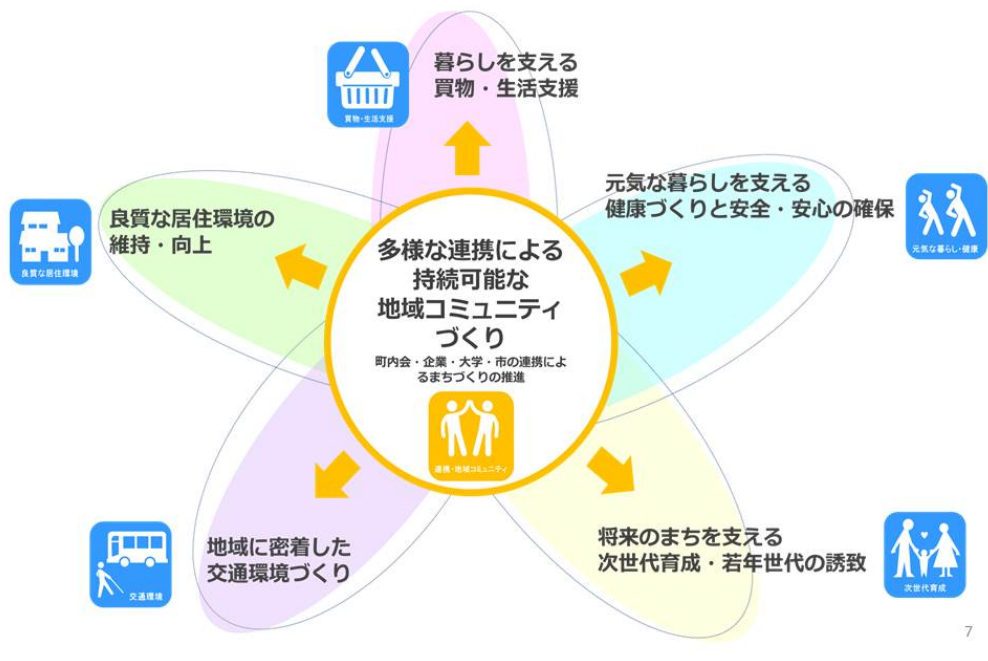 暮らしを支える
買物・生活支援
買物・生活支援
元気な暮らしを支える
健康づくりと安全・安心の確保
元気な暮らし・健康
良質な居住環境の
維持・向上
良質な居住環境
多様な連携による
持続可能な
地域コミュニティ
づくり
町内会・企業・大学・市の連携によ
るまちづくりの推進
連携・地域コミュニティ
地域に密着した
交通環境づくり
交通環境
将来のまちを支える
次世代育成・若年世代の誘致
次世代育成
7